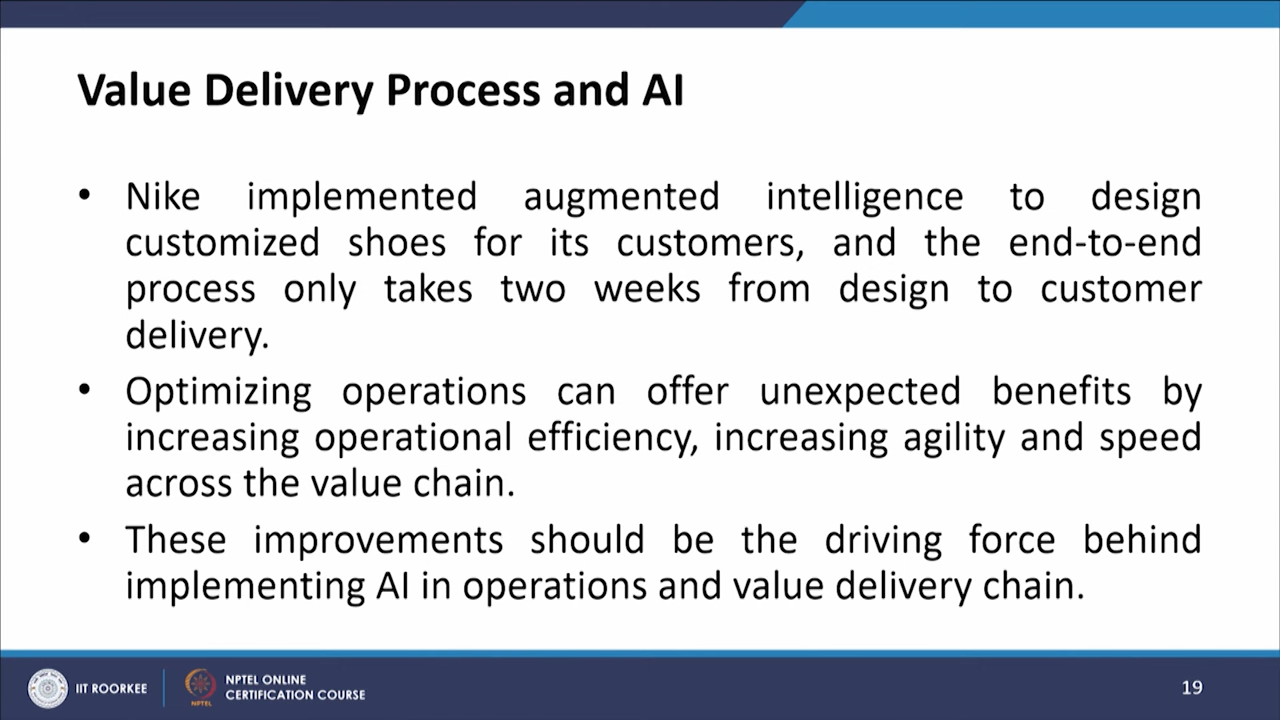 Value Delivery Process and AI
• Nike implemented augmented intelligence to design
customized shoes for its customers, and the end-to-end
process only takes two weeks from design to customer
delivery.
• Optimizing operations can offer unexpected benefits by
increasing operational efficiency, increasing agility and speed
across the value chain.
• These improvements should be the driving force behind
implementing AI in operations and value delivery chain.
IIT ROORKEE
NPTEL
NPTEL ONLINE
CERTIFICATION COURSE
19